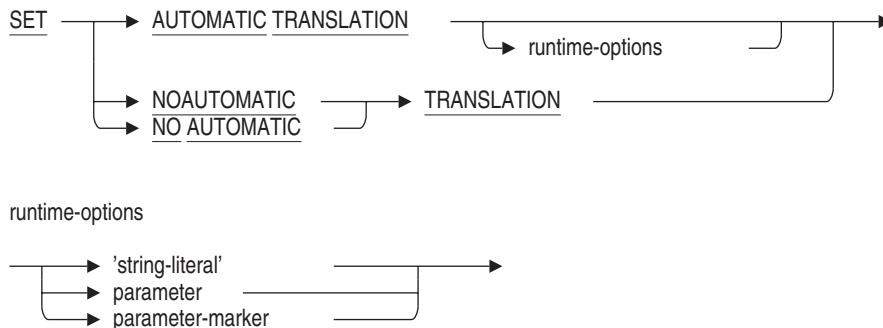 SET AUTOMATIC TRANSLATION
runtime-options
NOAUTOMATIC TRANSLATION
NO AUTOMATIC
runtime-options
’string-literal’
parameter
parameter-marker